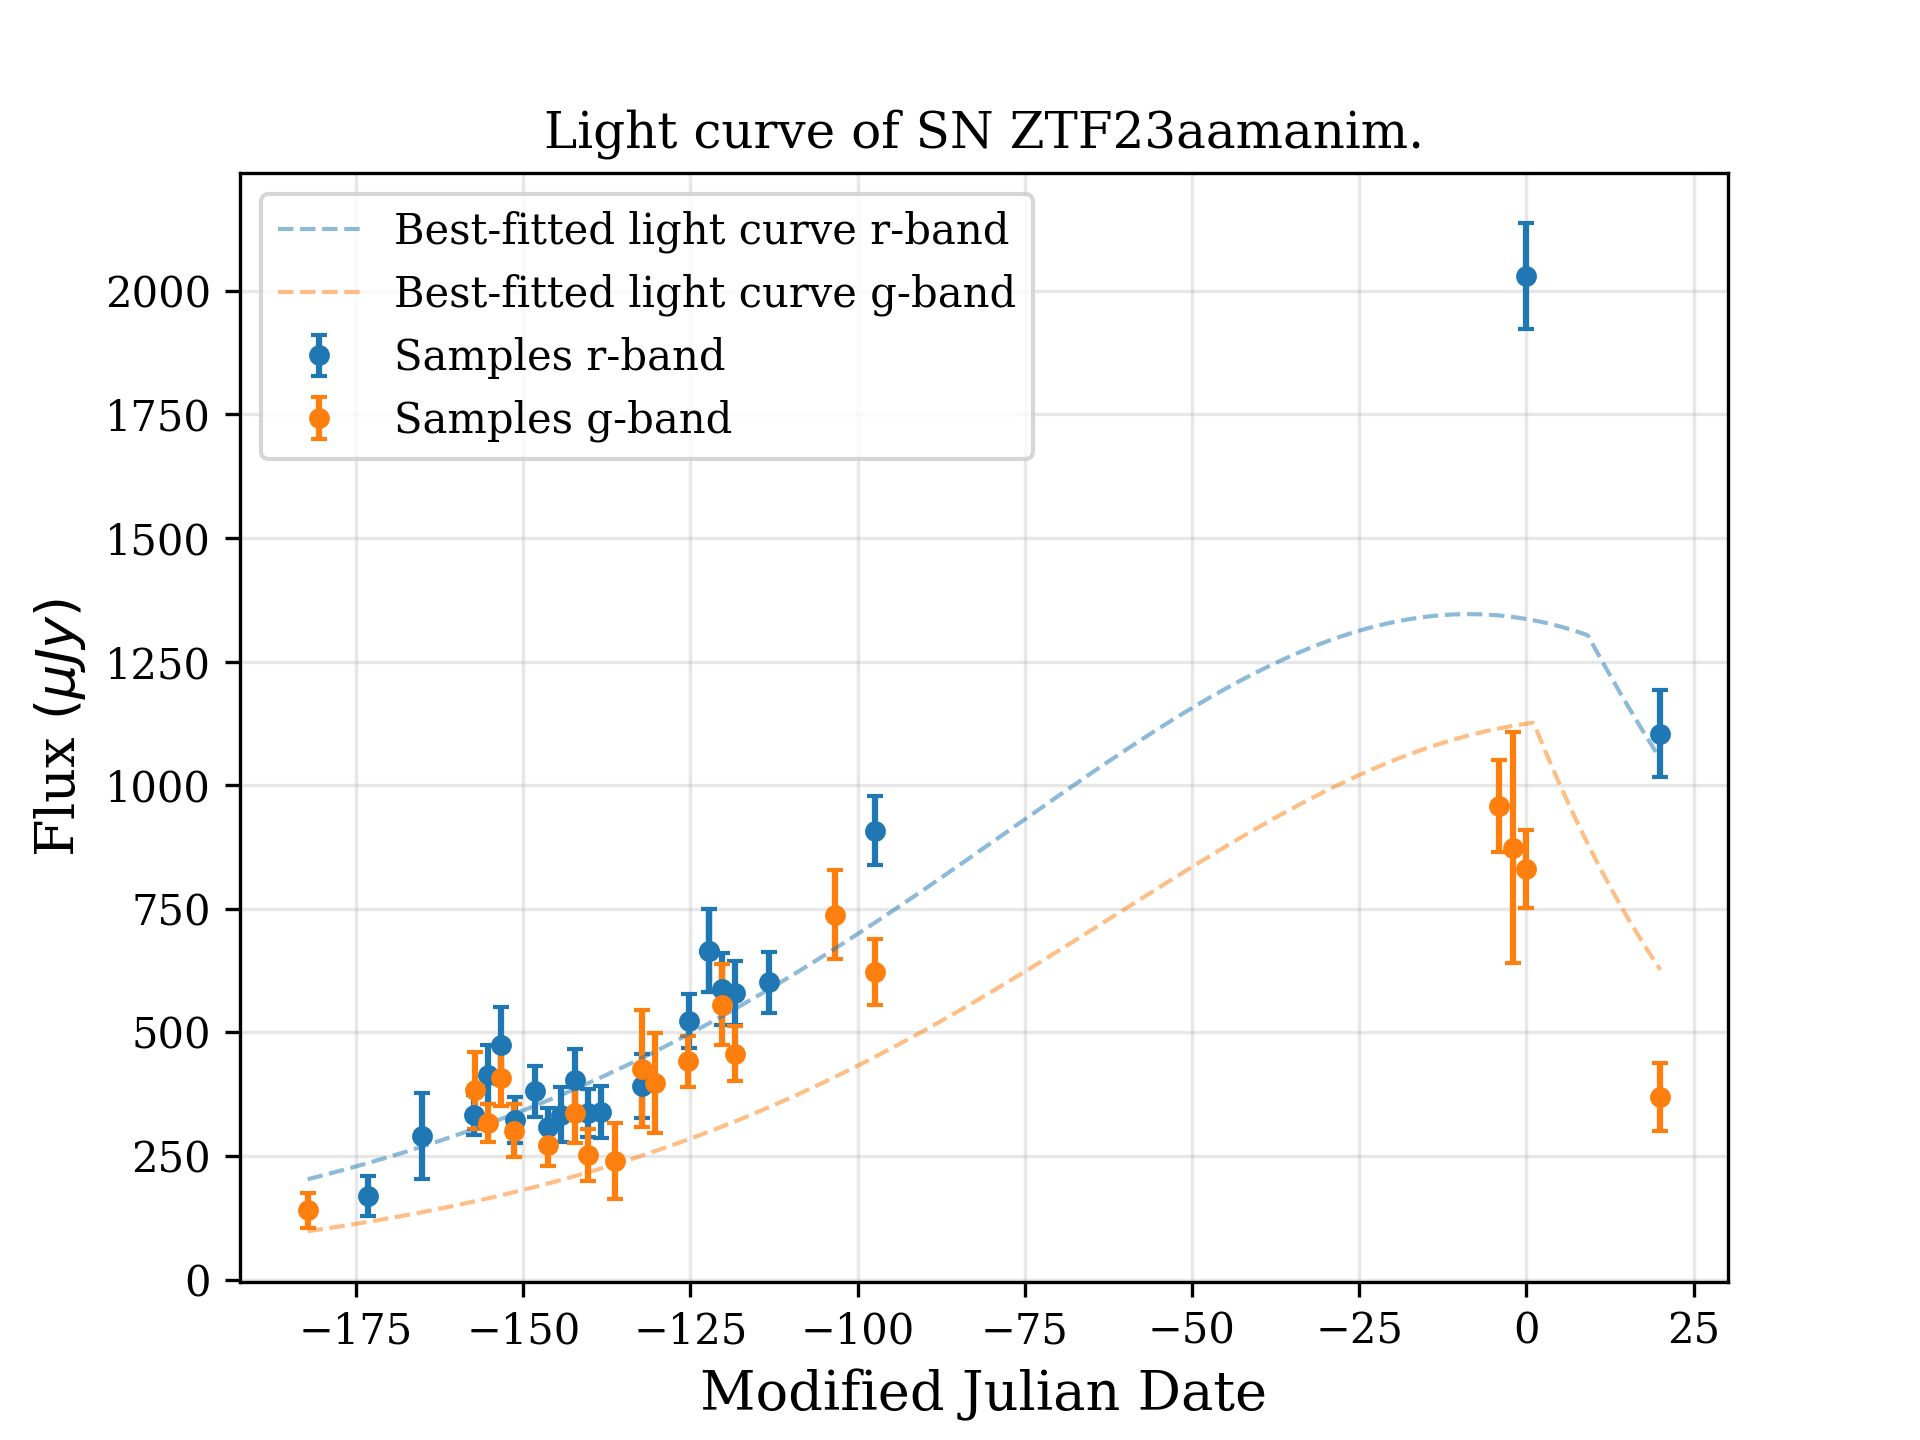 Light curve of SN ZTF23aamanim.
Best-fitted light curve r-band
Best-fitted light curve g-band
Samples r-band
Samples g-band
2000
1750
1500
1250
1000
750
500
250
0
Flux (μJy)
−175 −150 −125 −100 −75 −50 −25 0 25
Modified Julian Date